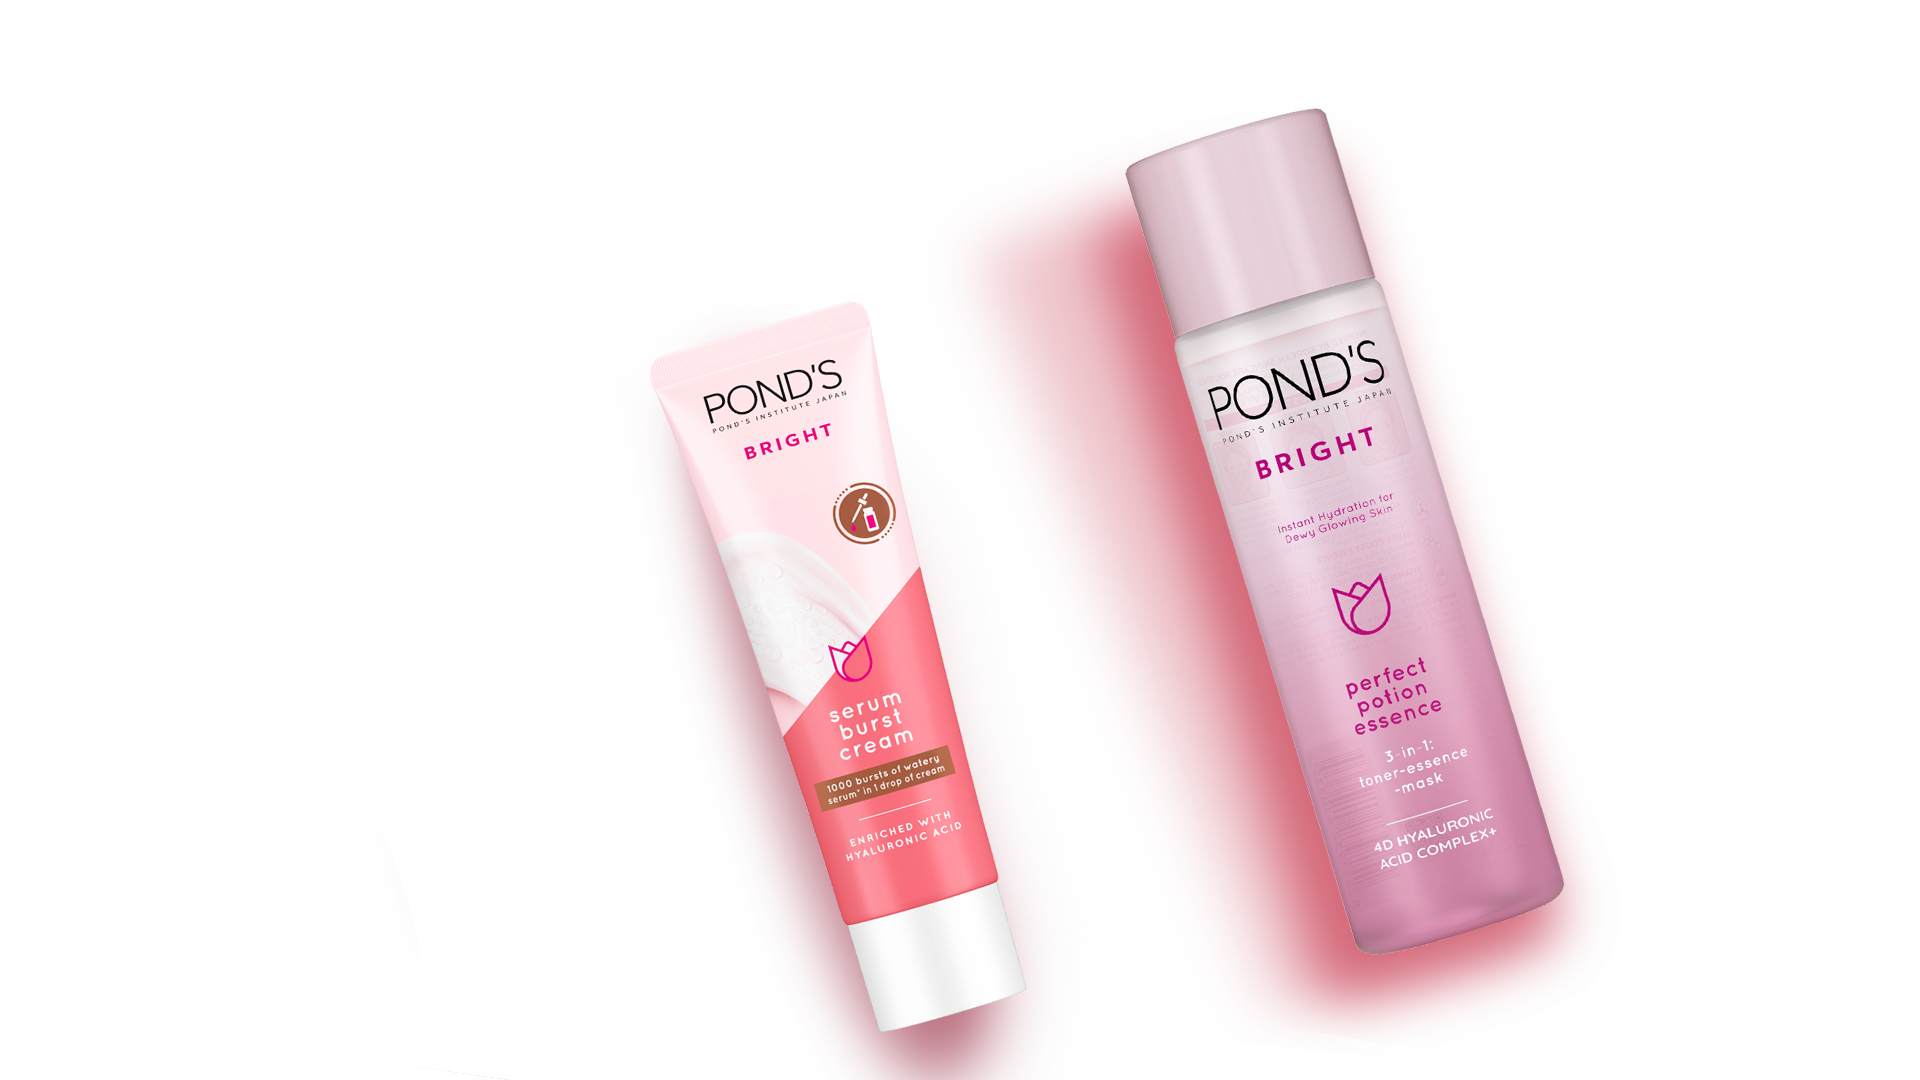 POND'S
POND'S INSTITUTE JAPAN
BRIGHT
serum
burst
cream
1000 bursts of watery
serum* in 1 drop of cream
ENRICHED WITH
HYALURONIC ACID
POND'S
POND'S INSTITUTE JAPAN
BRIGHT
Instant Hydration for
Dewy Glowing Skin
perfect
potion
essence
3-in-1:
toner-essence
-mask
4D HYALURONIC
ACID COMPLEX+